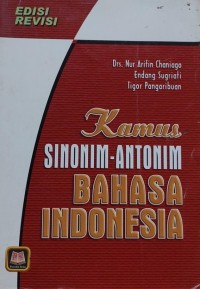 EDISI
REVISI
Drs. Nur Arifin Chaniago
Endang Sugriati
Tigor Pangaribuan
Kamus
SINONIM-ANTONIM
BAHASA
INDONESIA